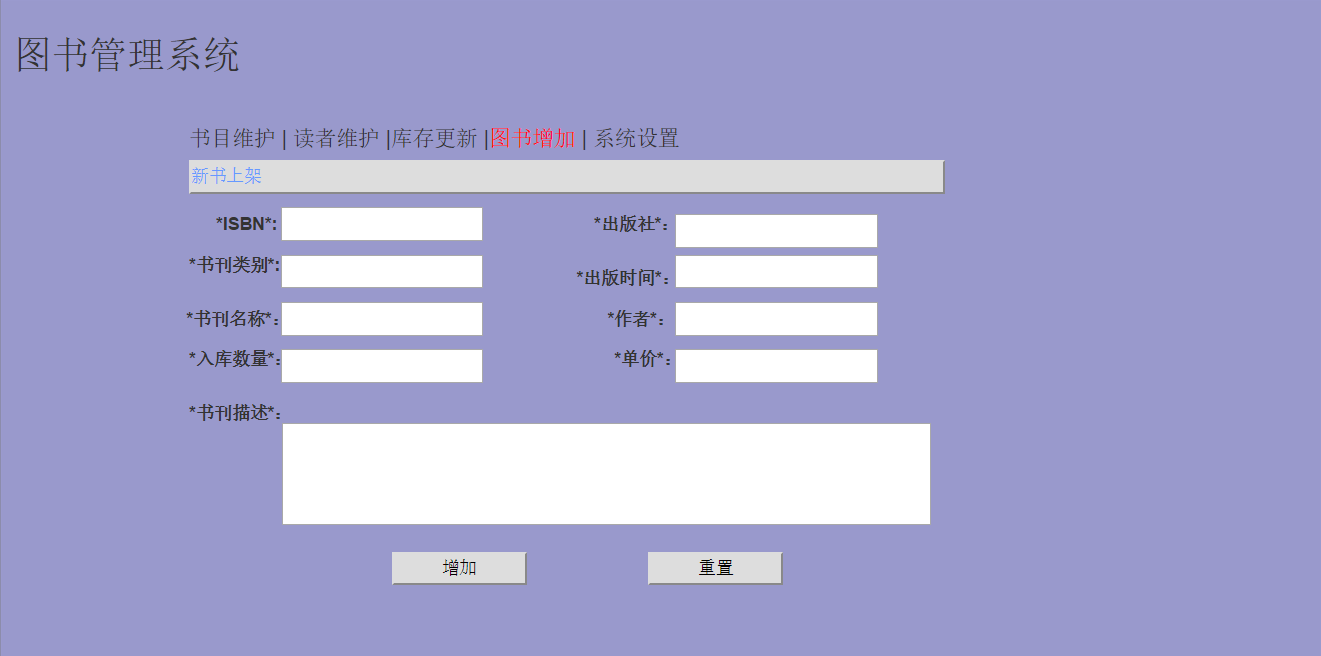 图书管理系统
书目维护 | 读者维护 |库存更新 |图书增加 | 系统设置
新书上架
*ISBN*: *出版社*：
*书刊类别*: *出版时间*：
*书刊名称*： *作者*：
*入库数量*： *单价*：
*书刊描述*：
增加 重置